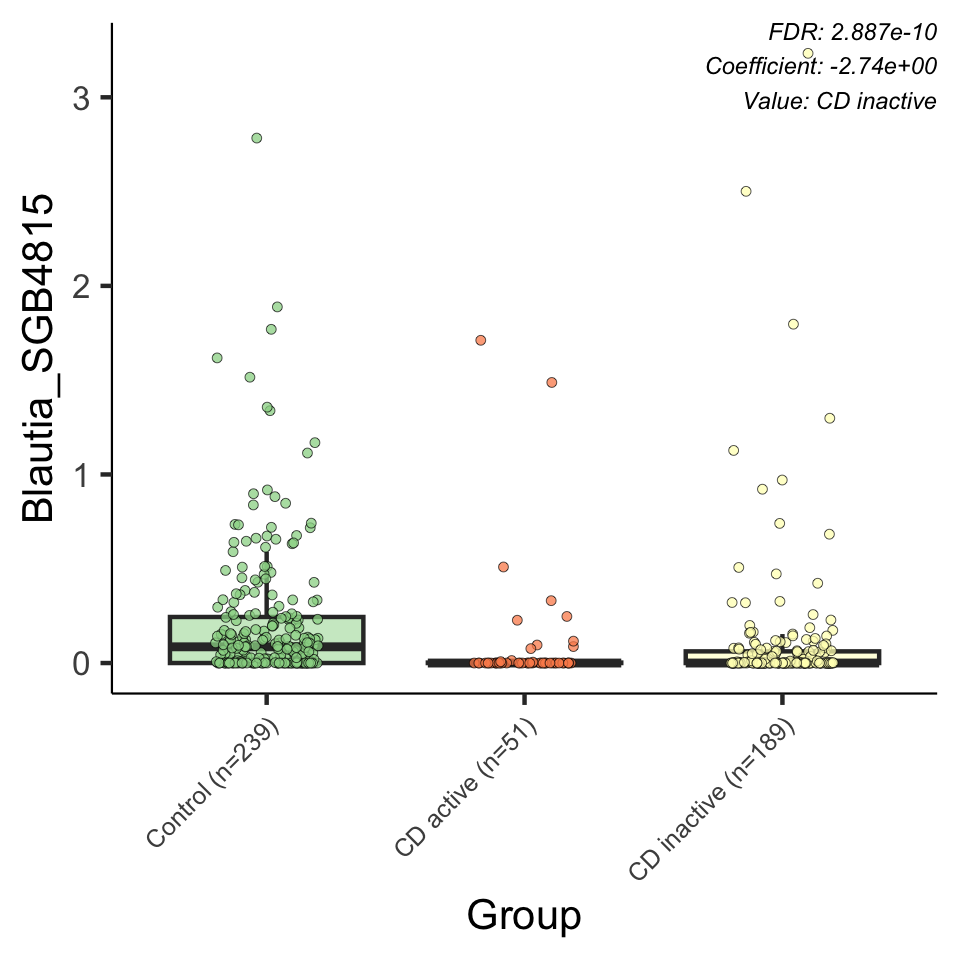 FDR: 2.887e-10
Coefficient: -2.74e+00
Value: CD inactive
Blautia_SGB4815
3
2
1
0
Control (n=239)
CD active (n=51)
CD inactive (n=189)
Group